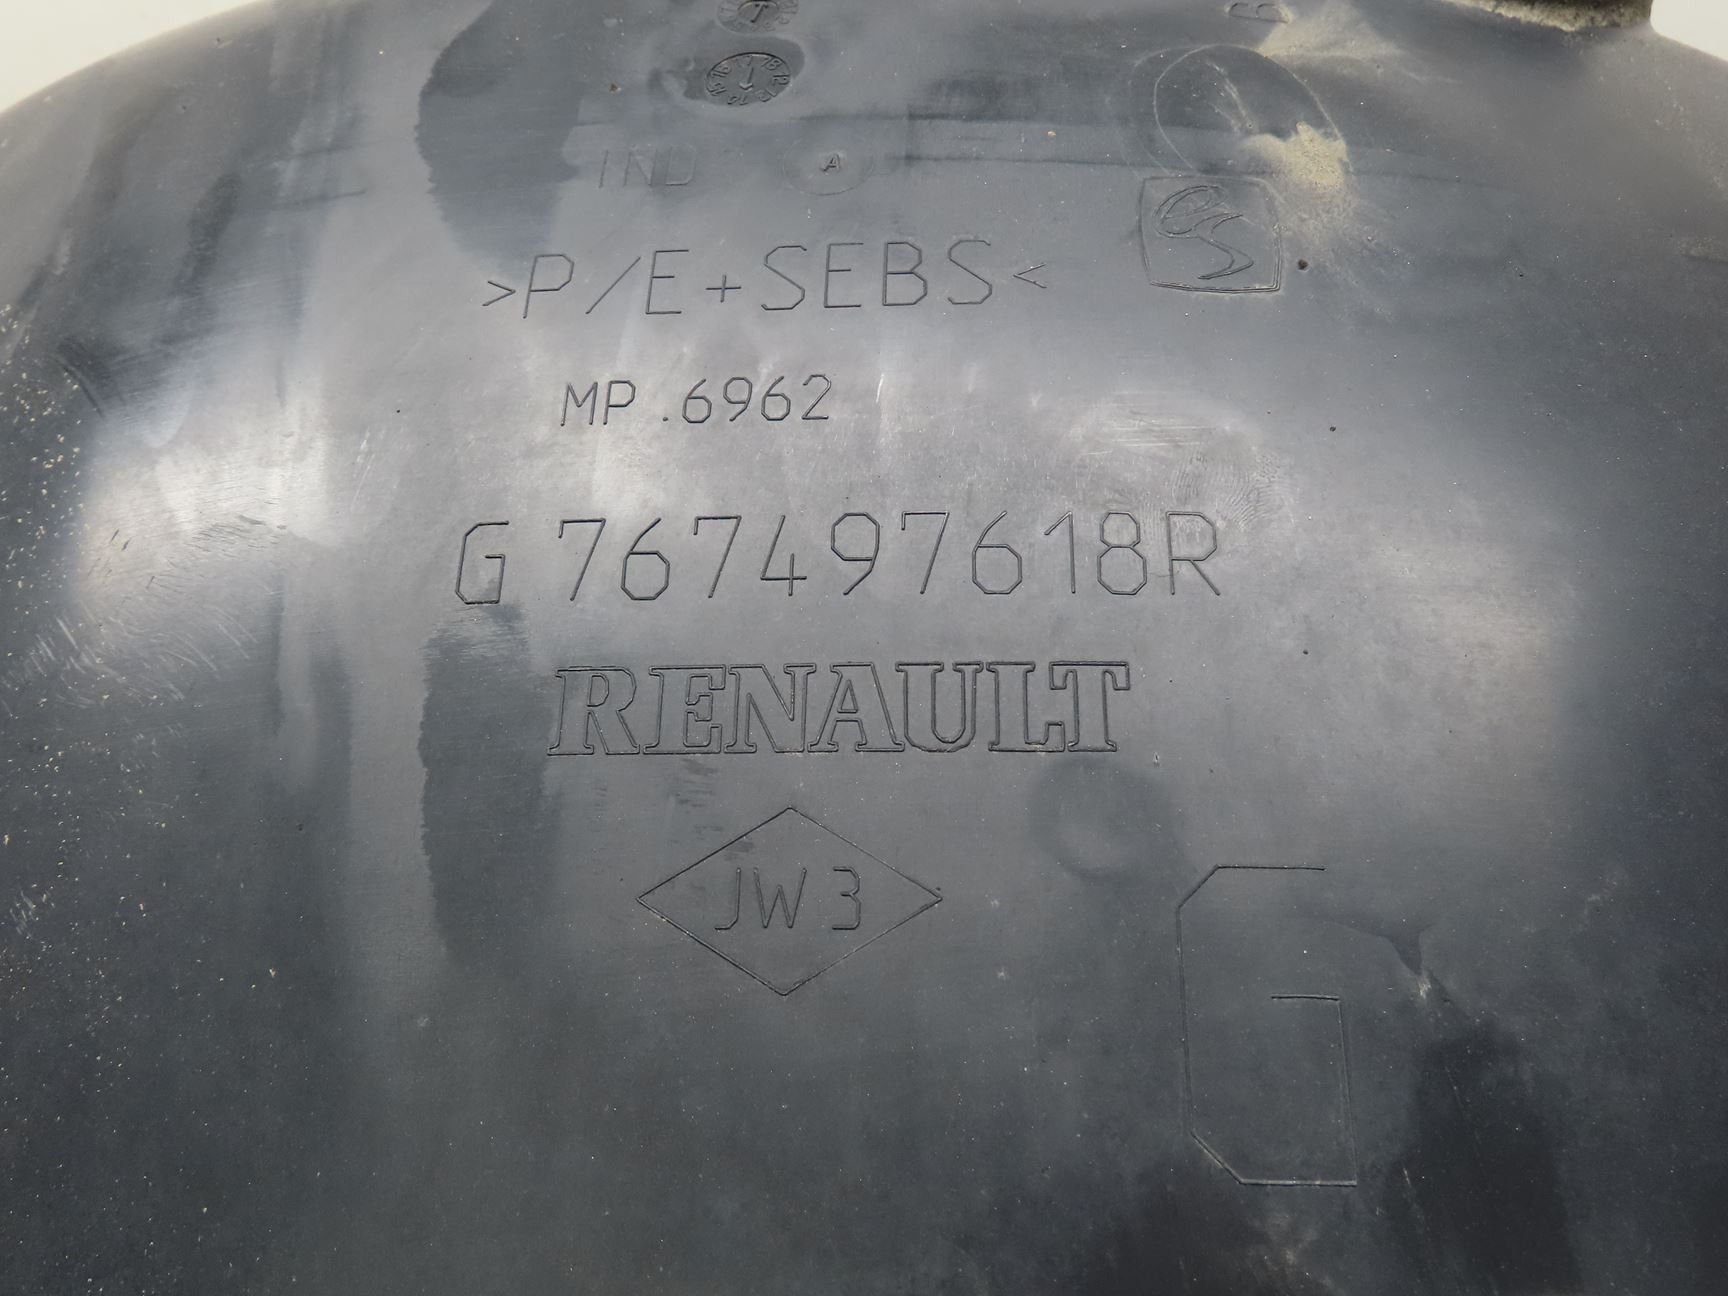 IND A
>P/E+SEBS<
MP .6962
G 767497618R
RENAULT
JW3
G